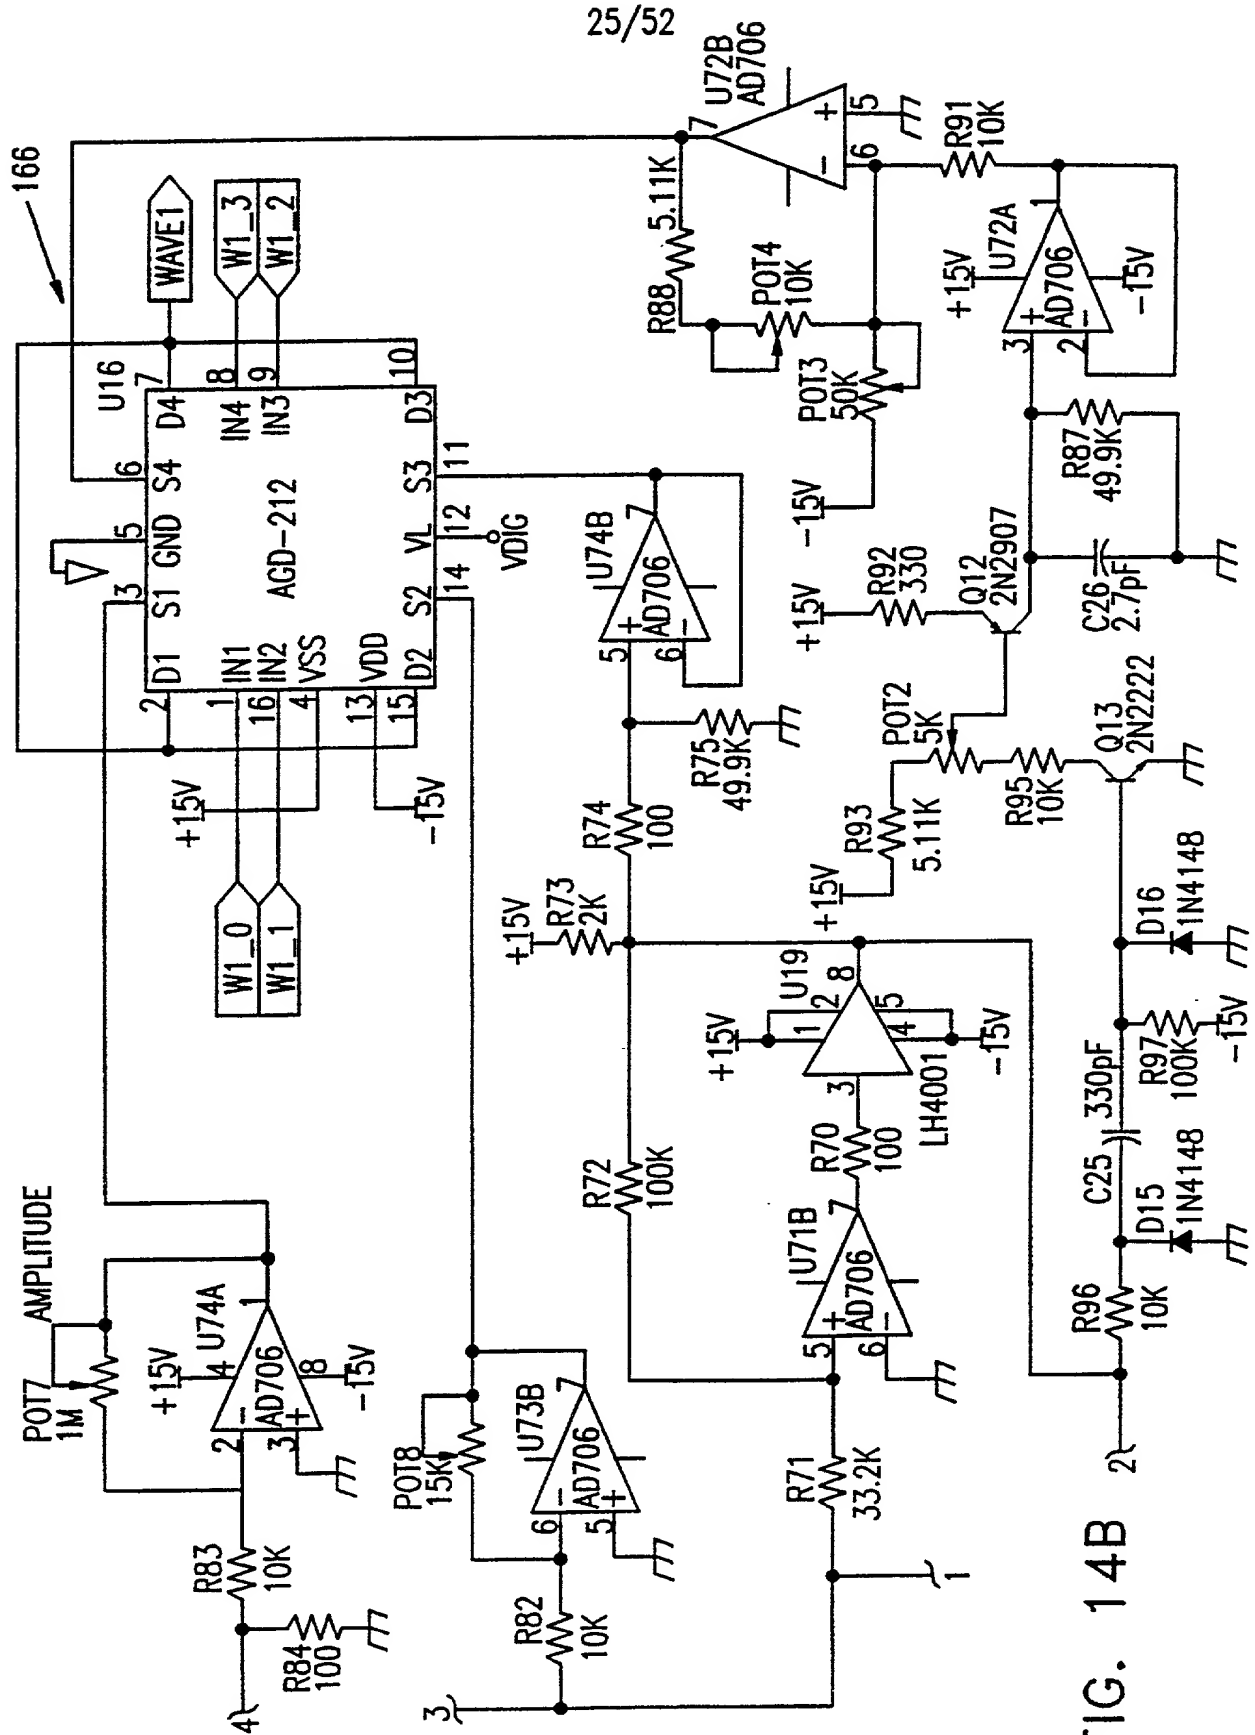 25/52
166
U16
AGD-212
D1
S1
GND
S4
D4
IN1
IN2
VSS
VDD
D2
S2
VL
S3
D3
IN4
IN3
2
3
5
6
7
1
16
4
13
15
14
12
11
10
8
9
WAVE1
W1_3
W1_2
W1_0
W1_1
+15V
-15V
VDIG
U72B
AD706
7
6
5
-
+
R91
10K
5.11K
R88
POT4
10K
POT3
50K
-15V
U72A
AD706
+15V
-15V
1
3
2
+
-
R87
49.9K
C26
2.7pF
Q12
2N2907
R92
330
+15V
POT2
5K
R93
5.11K
+15V
R95
10K
Q13
2N2222
D16
1N4148
R97
100K
-15V
330pF
C25
D15
1N4148
R96
10K
2
U74B
AD706
7
5
6
+
-
R75
49.9K
R74
100
R73
2K
+15V
R72
100K
U19
LH4001
+15V
-15V
1
2
3
4
5
8
R70
100
U71B
AD706
7
5
6
+
-
R71
33.2K
1
AMPLITUDE
POT7
1M
U74A
AD706
+15V
-15V
1
4
8
2
3
-
+
R83
10K
R84
100
4
POT8
15K
U73B
AD706
7
6
5
-
+
R82
10K
3
FIG. 14B